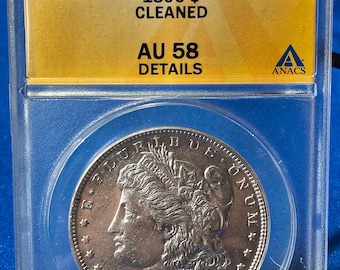 CLEANED
AU 58
DETAILS
ANACS
E·PLURIBUS·UNUM